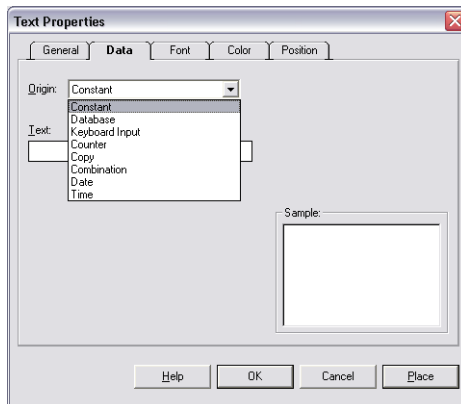 Text Properties
General Data Font Color Position
Origin: Constant
Constant
Database
Text: Keyboard Input
Counter
Copy
Combination
Date
Time
Sample:
Help OK Cancel Place